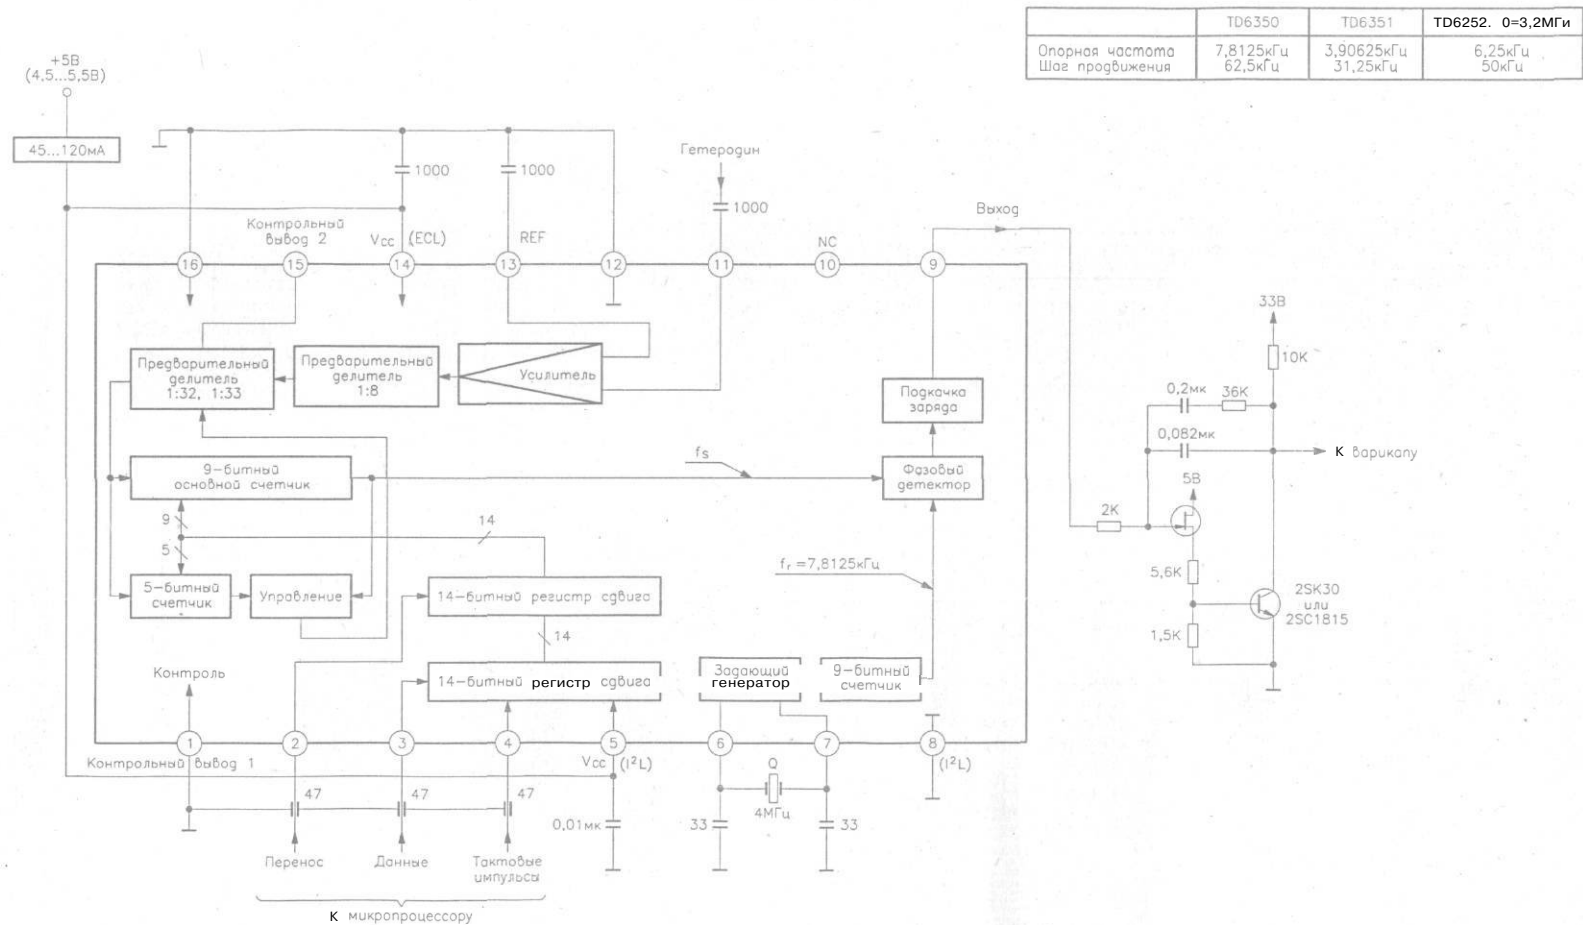 TD6350 TD6351 TD6252. 0=3,2МГи
Опорная частота 7,8125кГц 3,90625кГц 6,25кГц
Шаг продвижения 62,5кГц 31,25кГц 50кГц
+5В
(4,5...5,5В)
45...120мА
1000
1000
Гетеродин
1000
Выход
Контрольный
вывод 2
Vcc (ECL)
REF
NC
16 15 14 13 12 11 10 9
33В
10К
Предварительный
делитель
1:32, 1:33
Предварительный
делитель
1:8
Усилитель
Подкачка
заряда
0,2мк
36К
0,082мк
К варикапу
9-битный
основной счетчик
fs
Фазовый
детектор
5В
2К
9
14
5
fr=7,8125кГц
5-битный
счетчик
Управление
14-битный регистр сдвига
5,6К
2SK30
или
2SC1815
1,5К
14
Контроль
14-битный регистр сдвига
Задающий
генератор
9-битный
счетчик
1 2 3 4 5 6 7 8
Контрольный вывод 1
Vcc (I²L)
(I²L)
47
47
47
0,01мк
Q
4МГц
33
33
Перенос
Данные
Тактовые
импульсы
К микропроцессору